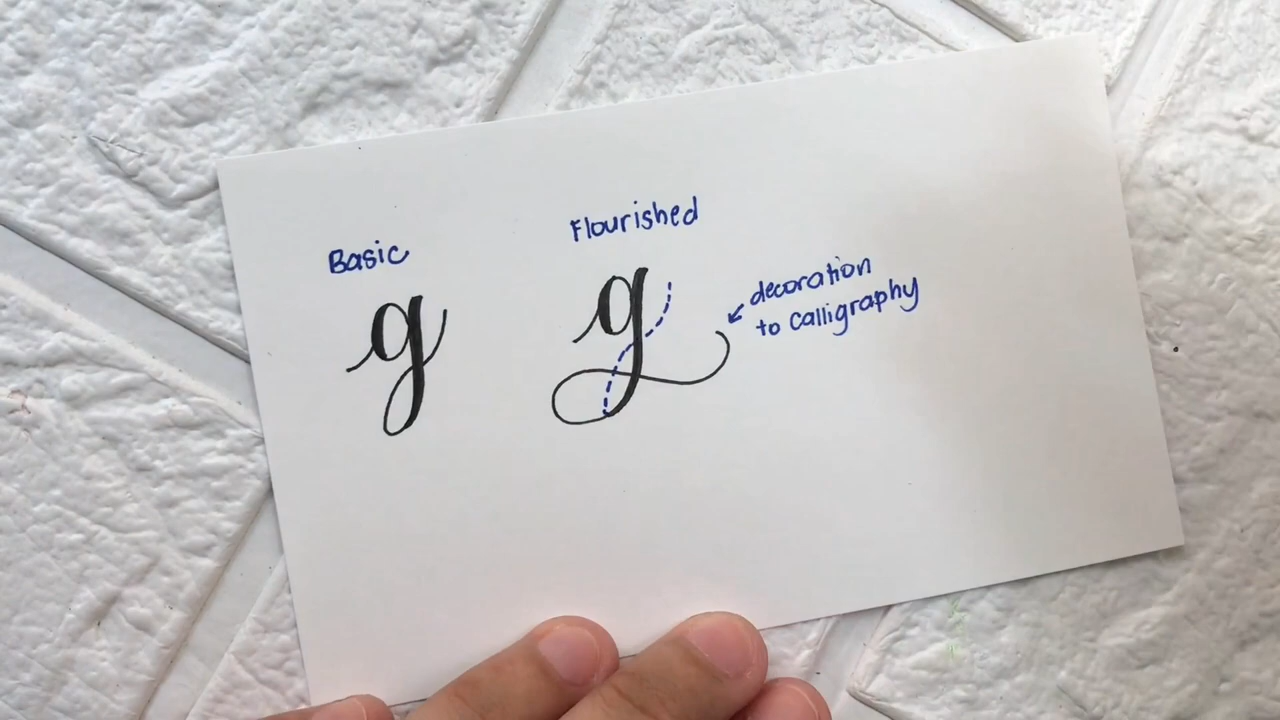 Basic
Flourished
g
g
decoration
to calligraphy